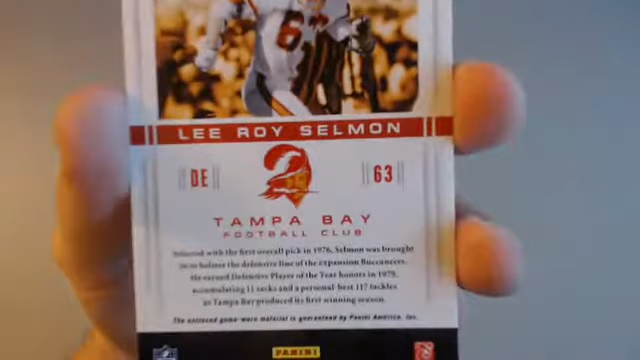 63
LEE ROY SELMON
DE 63
TAMPA BAY
FOOTBALL CLUB
Selected with the first overall pick in 1976, Selmon was brought
in to bolster the defensive line of the expansion Buccaneers.
He earned Defensive Player of the Year honors in 1979,
accumulating 11 sacks and a personal-best 117 tackles
as Tampa Bay produced its first winning season.
The enclosed game-worn material is guaranteed by Panini America, Inc.
NFL PANINI